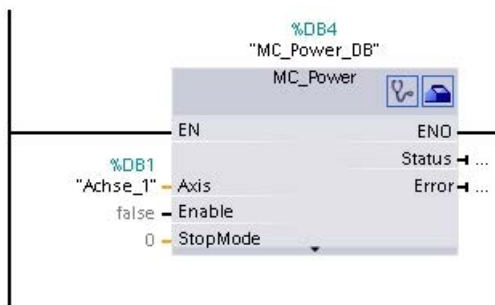 %DB4
"MC_Power_DB"
MC_Power
EN ENO
Status ...
%DB1
"Achse_1" Axis Error ...
false Enable
0 StopMode